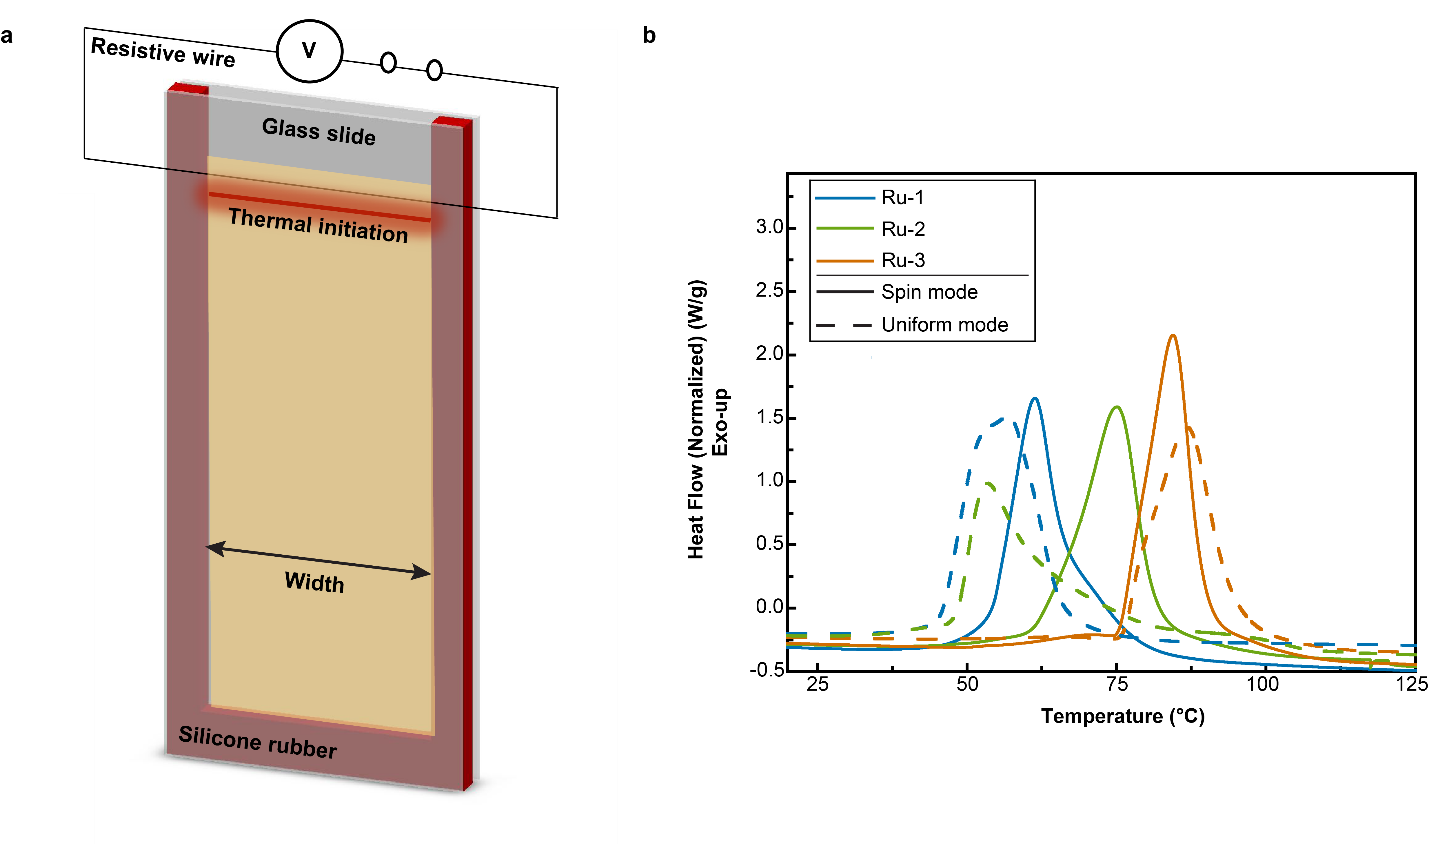 a
Resistive wire
V
Glass slide
Thermal initiation
Width
Silicone rubber
b
Ru-1
Ru-2
Ru-3
Spin mode
Uniform mode
Heat Flow (Normalized) (W/g)
Exo-up
3.0
2.5
2.0
1.5
1.0
0.5
0.0
-0.5
25 50 75 100 125
Temperature (°C)